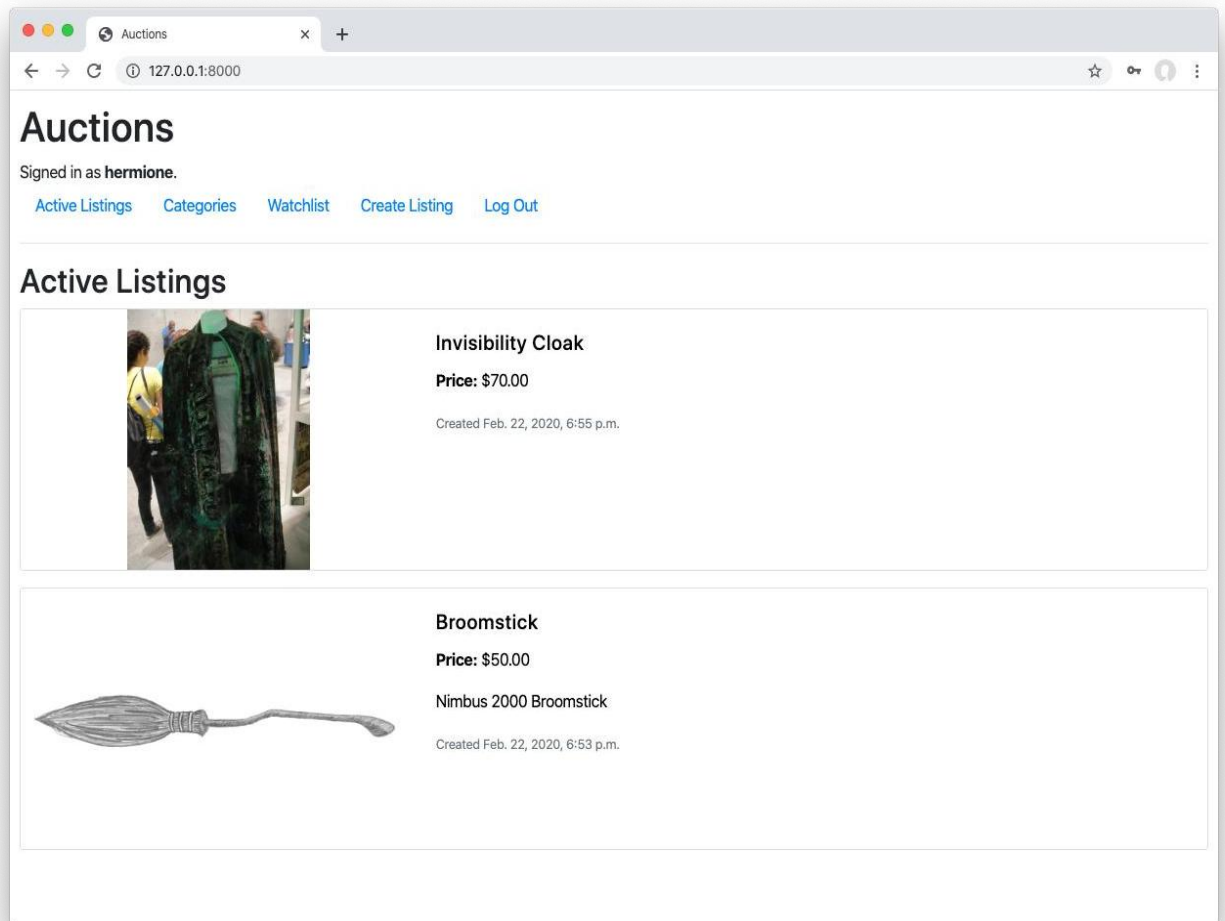 Auctions
127.0.0.1:8000
Auctions
Signed in as hermione.
Active Listings Categories Watchlist Create Listing Log Out
Active Listings
Invisibility Cloak
Price: $70.00
Created Feb. 22, 2020, 6:55 p.m.
Broomstick
Price: $50.00
Nimbus 2000 Broomstick
Created Feb. 22, 2020, 6:53 p.m.